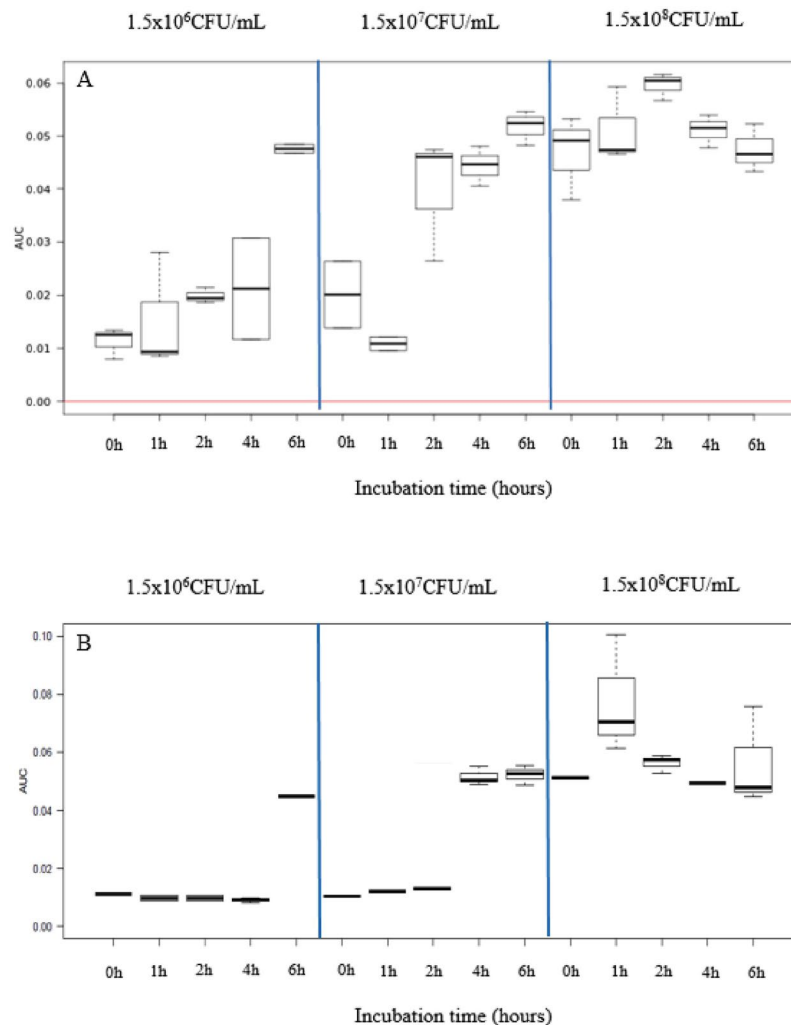 1.5x10⁶CFU/mL 1.5x10⁷CFU/mL 1.5x10⁸CFU/mL
A
0.06
0.05
0.04
0.03
0.02
0.01
0.00
AUC
0h 1h 2h 4h 6h 0h 1h 2h 4h 6h 0h 1h 2h 4h 6h
Incubation time (hours)
1.5x10⁶CFU/mL 1.5x10⁷CFU/mL 1.5x10⁸CFU/mL
B
0.10
0.08
0.06
0.04
0.02
0.00
AUC
0h 1h 2h 4h 6h 0h 1h 2h 4h 6h 0h 1h 2h 4h 6h
Incubation time (hours)